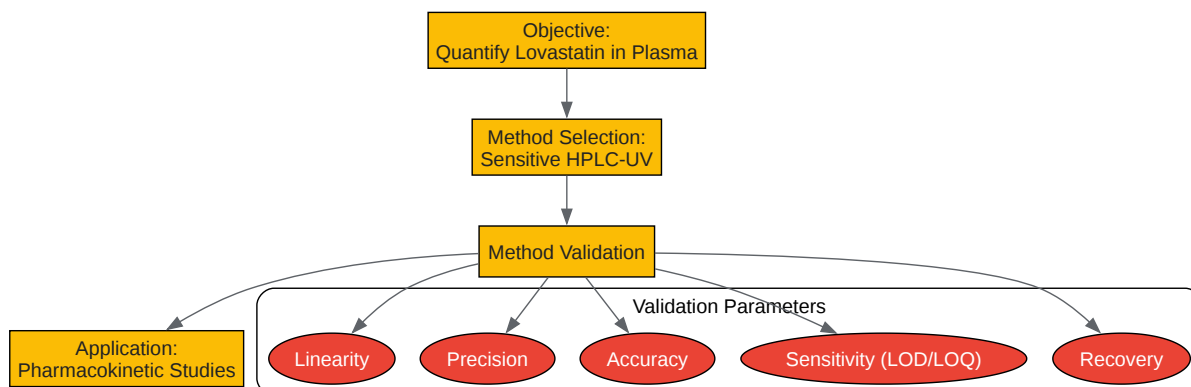 Objective:
Quantify Lovastatin in Plasma
Method Selection:
Sensitive HPLC-UV
Method Validation
Validation Parameters
Application:
Pharmacokinetic Studies
Linearity
Precision
Accuracy
Sensitivity (LOD/LOQ)
Recovery